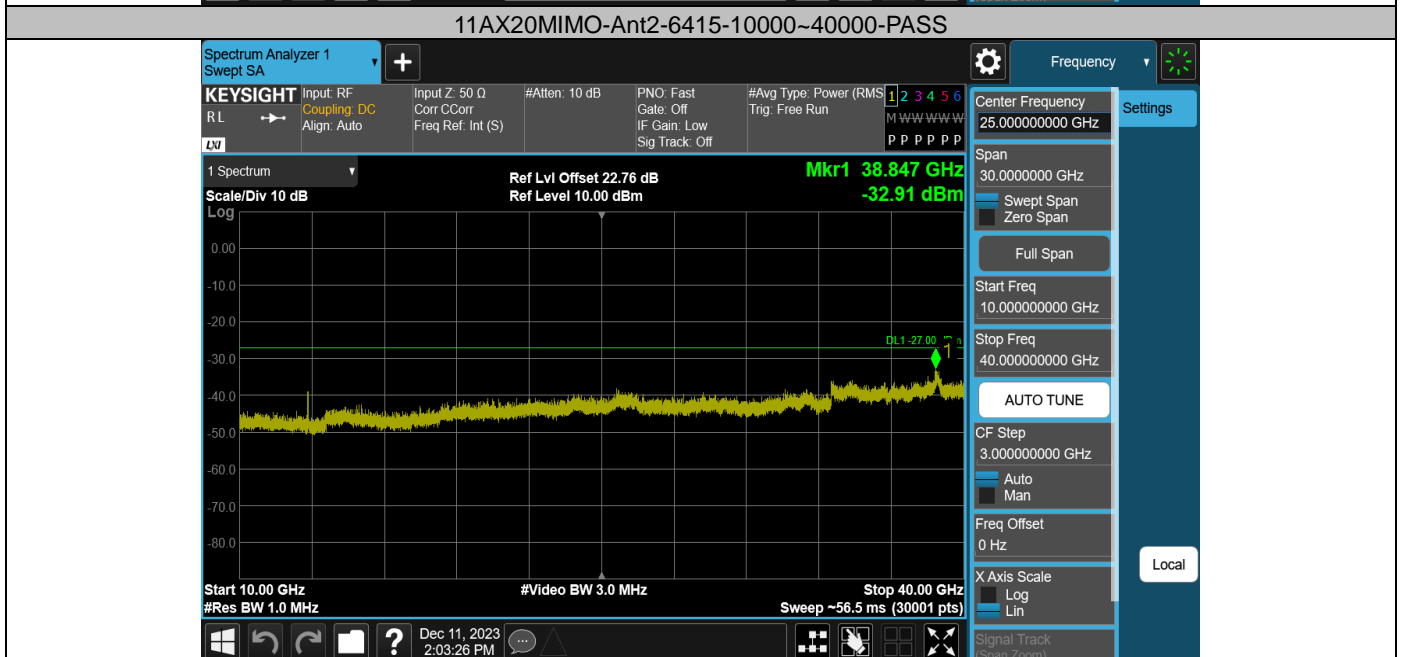 11AX20MIMO-Ant2-6415-10000~40000-PASS
Spectrum Analyzer 1
Swept SA
Frequency
KEYSIGHT
RL
LXI
Input: RF
Coupling: DC
Align: Auto
Input Z: 50 Ω
Corr CCorr
Freq Ref: Int (S)
#Atten: 10 dB
PNO: Fast
Gate: Off
IF Gain: Low
Sig Track: Off
#Avg Type: Power (RMS
Trig: Free Run
1 2 3 4 5 6
M W W W W W
P P P P P P
1 Spectrum
Scale/Div 10 dB
Log
Ref Lvl Offset 22.76 dB
Ref Level 10.00 dBm
Mkr1 38.847 GHz
-32.91 dBm
0.00
-10.0
-20.0
-30.0
-40.0
-50.0
-60.0
-70.0
-80.0
DL1 -27.00
1
Start 10.00 GHz
#Res BW 1.0 MHz
#Video BW 3.0 MHz
Stop 40.00 GHz
Sweep ~56.5 ms (30001 pts)
Center Frequency
25.000000000 GHz
Span
30.0000000 GHz
Swept Span
Zero Span
Full Span
Start Freq
10.000000000 GHz
Stop Freq
40.000000000 GHz
AUTO TUNE
CF Step
3.000000000 GHz
Auto
Man
Freq Offset
0 Hz
X Axis Scale
Log
Lin
Signal Track
(Span Zoom)
Settings
Local
?
Dec 11, 2023
2:03:26 PM